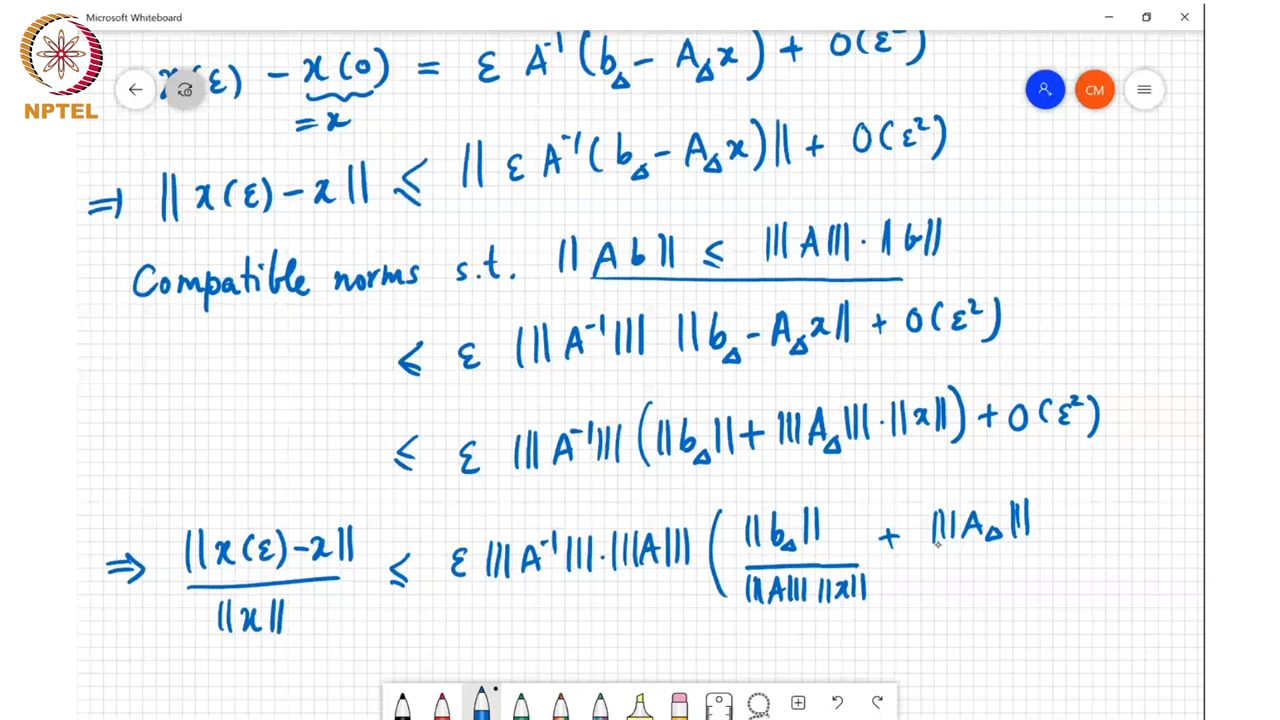 Microsoft Whiteboard
x(ε) - x(0) = ε A⁻¹ (b_Δ - A_Δ x) + O(ε²)
= x
NPTEL
CM
⇒ ||x(ε) - x|| ≤ ||ε A⁻¹ (b_Δ - A_Δ x)|| + O(ε²)
Compatible norms s.t. ||Ab|| ≤ |||A||| · ||b||
≤ ε |||A⁻¹||| ||b_Δ - A_Δ x|| + O(ε²)
≤ ε |||A⁻¹||| (||b_Δ|| + |||A_Δ||| · ||x||) + O(ε²)
⇒ ||x(ε) - x|| / ||x|| ≤ ε |||A⁻¹||| · |||A||| ( ||b_Δ|| / |||A||| ||x|| + |||A_Δ|||